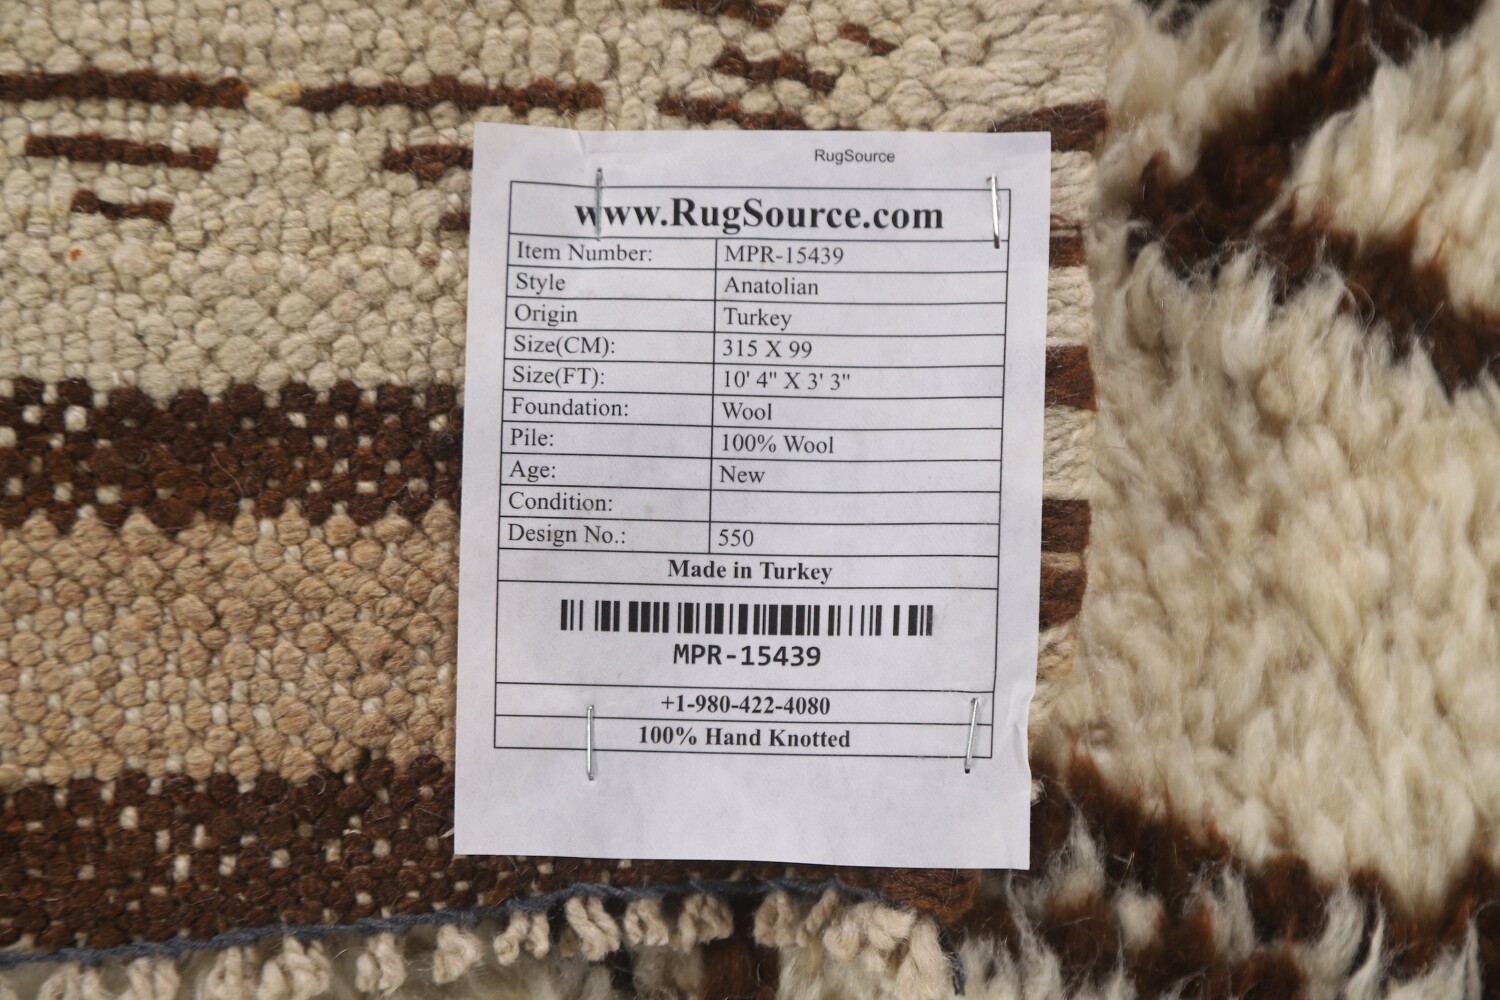 RugSource
www.RugSource.com
Item Number: MPR-15439
Style Anatolian
Origin Turkey
Size(CM): 315 X 99
Size(FT): 10' 4" X 3' 3"
Foundation: Wool
Pile: 100% Wool
Age: New
Condition:
Design No.: 550
Made in Turkey
MPR-15439
+1-980-422-4080
100% Hand Knotted